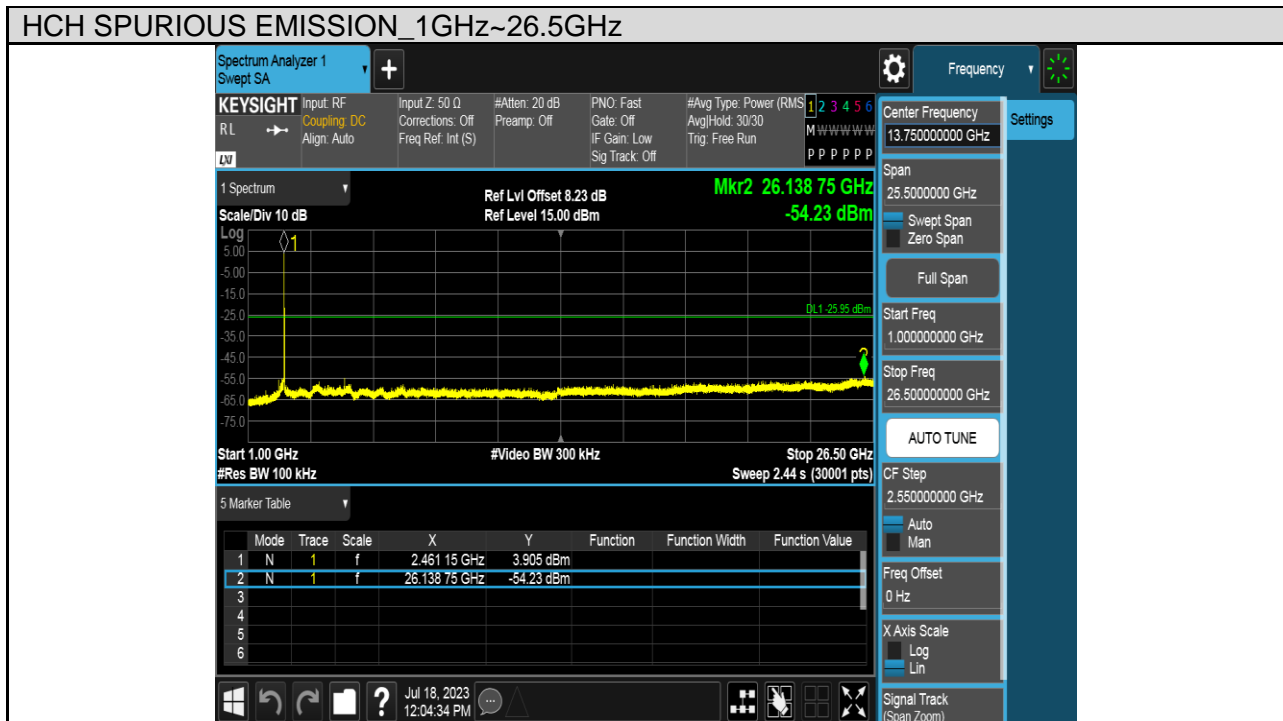 HCH SPURIOUS EMISSION_1GHz~26.5GHz
Spectrum Analyzer 1
Swept SA
+
Frequency
KEYSIGHT
RL
LXI
Input: RF
Coupling: DC
Align: Auto
Input Z: 50 Ω
Corrections: Off
Freq Ref: Int (S)
#Atten: 20 dB
Preamp: Off
PNO: Fast
Gate: Off
IF Gain: Low
Sig Track: Off
#Avg Type: Power (RMS
Avg|Hold: 30/30
Trig: Free Run
1 2 3 4 5 6
M W W W W W
P P P P P P
1 Spectrum
Scale/Div 10 dB
Ref Lvl Offset 8.23 dB
Ref Level 15.00 dBm
Mkr2 26.138 75 GHz
-54.23 dBm
Log
1
5.00
-5.00
-15.0
DL1 -25.95 dBm
-25.0
-35.0
-45.0
-55.0
-65.0
-75.0
Start 1.00 GHz
#Video BW 300 kHz
Stop 26.50 GHz
#Res BW 100 kHz
Sweep 2.44 s (30001 pts)
5 Marker Table
Mode Trace Scale X Y Function Function Width Function Value
1 N 1 f 2.461 15 GHz 3.905 dBm
2 N 1 f 26.138 75 GHz -54.23 dBm
3
4
5
6
?
Jul 18, 2023
12:04:34 PM
Center Frequency
13.750000000 GHz
Settings
Span
25.5000000 GHz
Swept Span
Zero Span
Full Span
Start Freq
1.000000000 GHz
Stop Freq
26.500000000 GHz
AUTO TUNE
CF Step
2.550000000 GHz
Auto
Man
Freq Offset
0 Hz
X Axis Scale
Log
Lin
Signal Track
(Span Zoom)